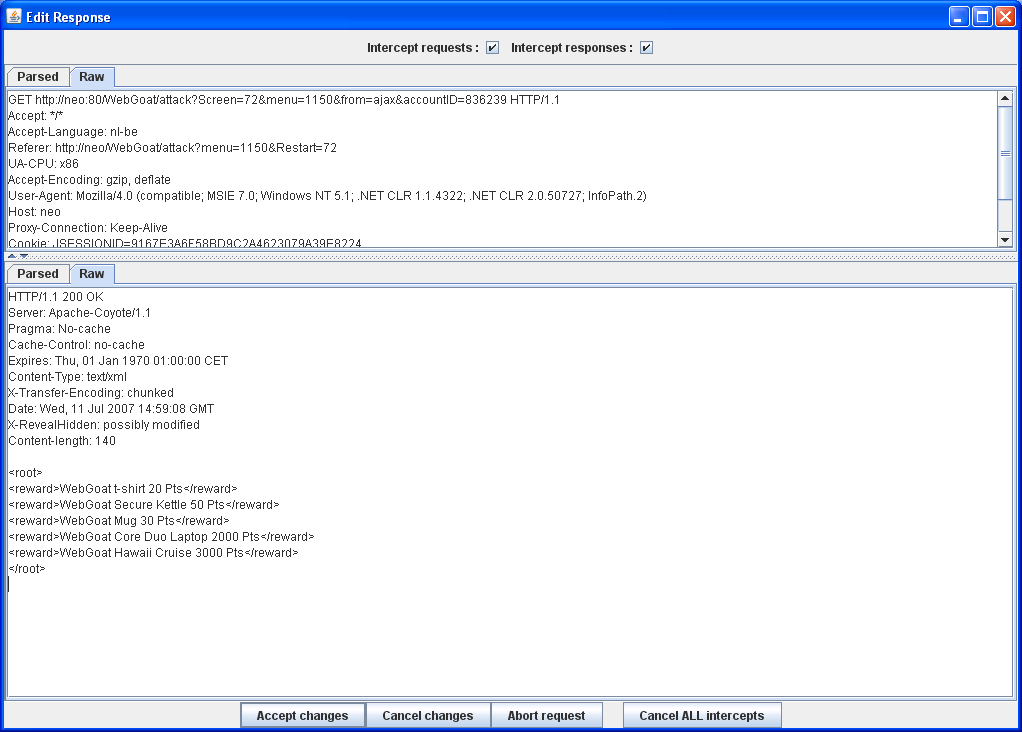 Edit Response
Intercept requests : Intercept responses :
Parsed Raw
GET http://neo:80/WebGoat/attack?Screen=72&menu=1150&from=ajax&accountID=836239 HTTP/1.1
Accept: */*
Accept-Language: nl-be
Referer: http://neo/WebGoat/attack?menu=1150&Restart=72
UA-CPU: x86
Accept-Encoding: gzip, deflate
User-Agent: Mozilla/4.0 (compatible; MSIE 7.0; Windows NT 5.1; .NET CLR 1.1.4322; .NET CLR 2.0.50727; InfoPath.2)
Host: neo
Proxy-Connection: Keep-Alive
Cookie: JSESSIONID=9167E3A6F58BD9C2A4623079A39E8224
Parsed Raw
HTTP/1.1 200 OK
Server: Apache-Coyote/1.1
Pragma: No-cache
Cache-Control: no-cache
Expires: Thu, 01 Jan 1970 01:00:00 CET
Content-Type: text/xml
X-Transfer-Encoding: chunked
Date: Wed, 11 Jul 2007 14:59:08 GMT
X-RevealHidden: possibly modified
Content-length: 140
<root>
<reward>WebGoat t-shirt 20 Pts</reward>
<reward>WebGoat Secure Kettle 50 Pts</reward>
<reward>WebGoat Mug 30 Pts</reward>
<reward>WebGoat Core Duo Laptop 2000 Pts</reward>
<reward>WebGoat Hawaii Cruise 3000 Pts</reward>
</root>
Accept changes Cancel changes Abort request Cancel ALL intercepts